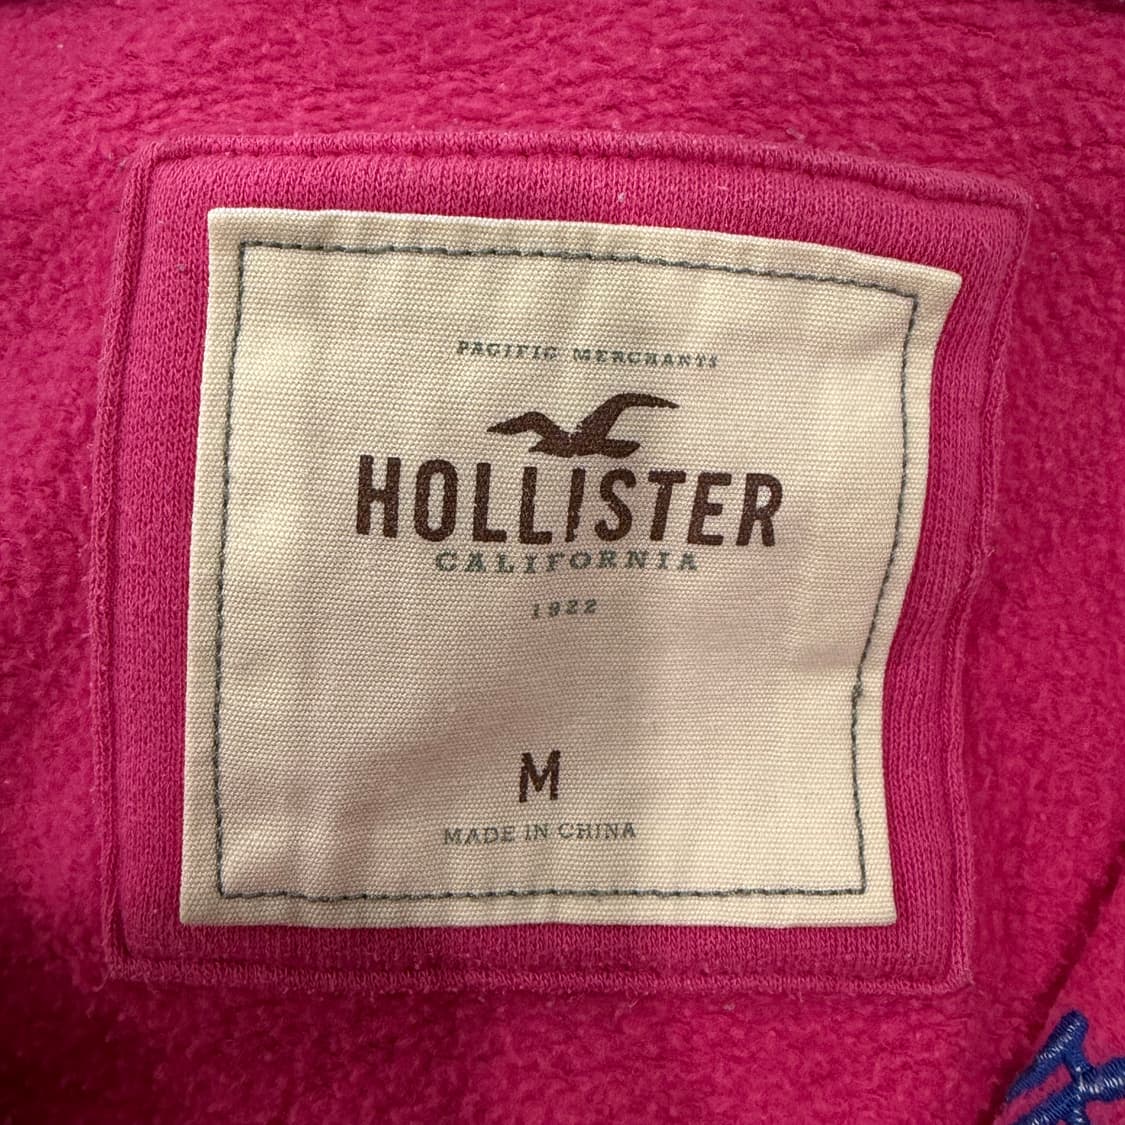 PACIFIC MERCHANTS
HOLLISTER
CALIFORNIA
1922
M
MADE IN CHINA